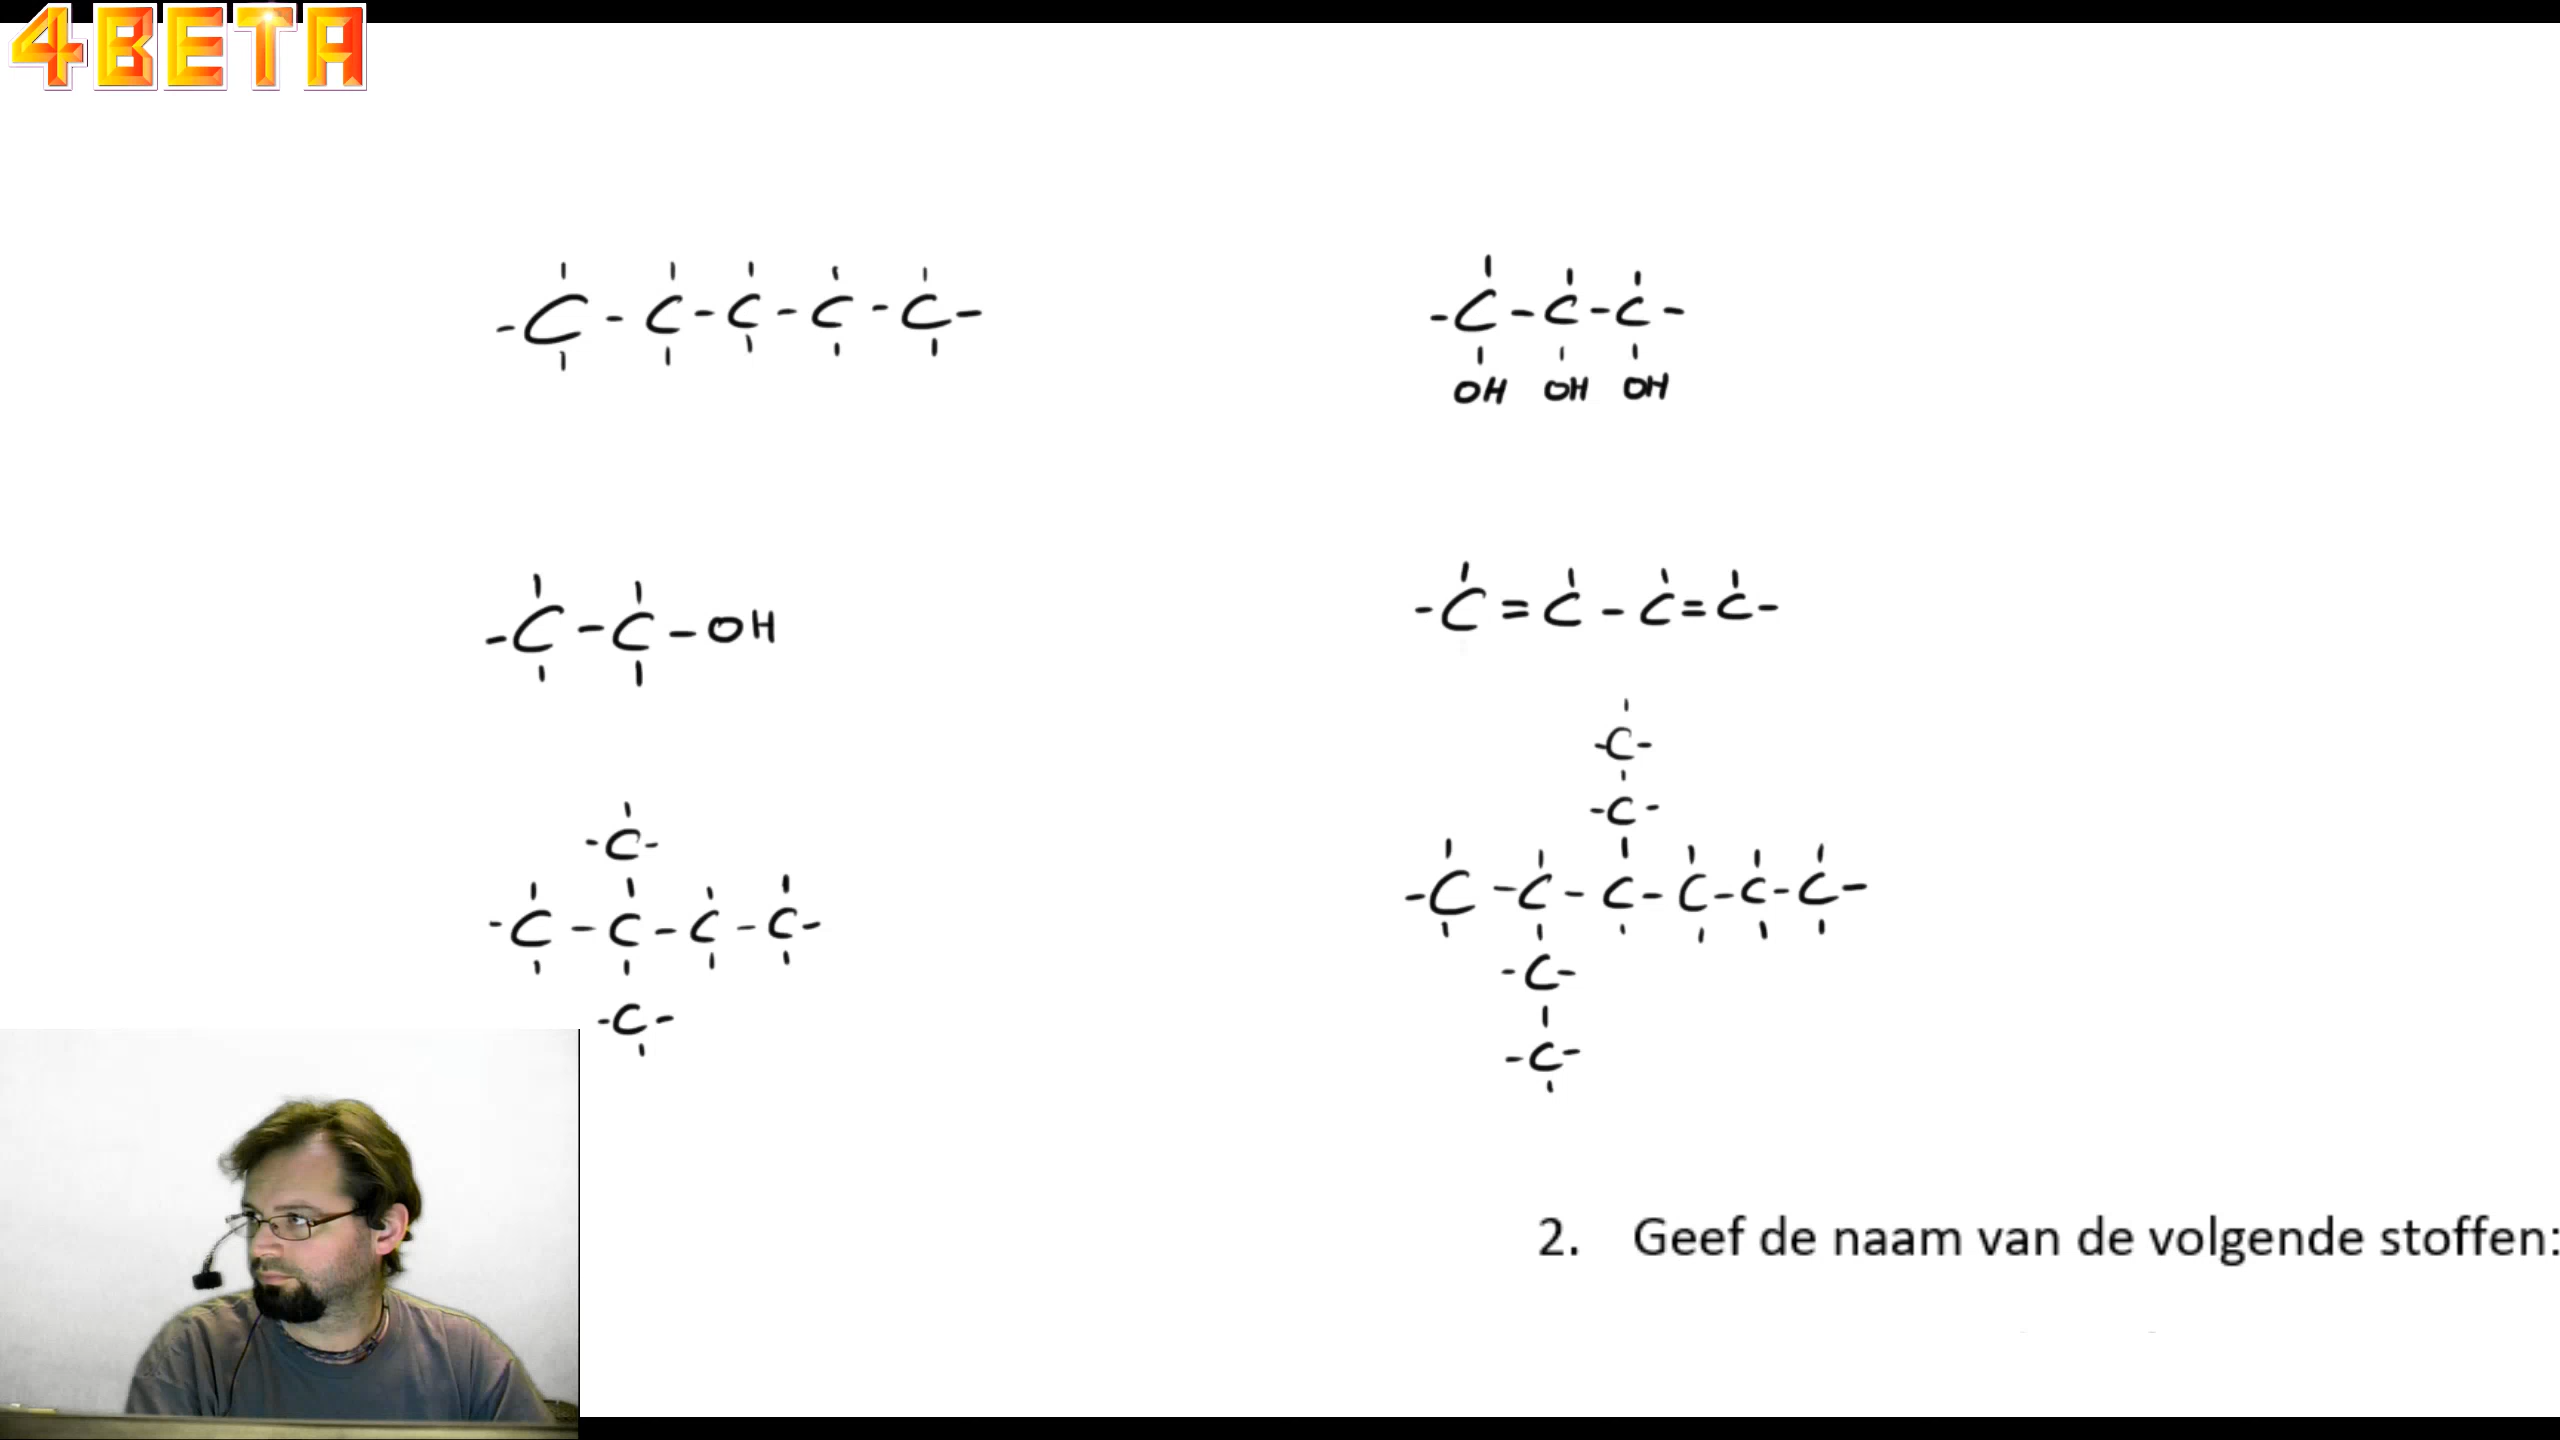 4BETA
-C-C-C-C-C-
-C-C-C-
OH OH OH
-C-C-OH
-C=C-C=C-
-C-
-C-
-C-
-C-C-C-C-
-C-C-C-C-C-C-
-C-
-C-
-C-
2. Geef de naam van de volgende stoffen: